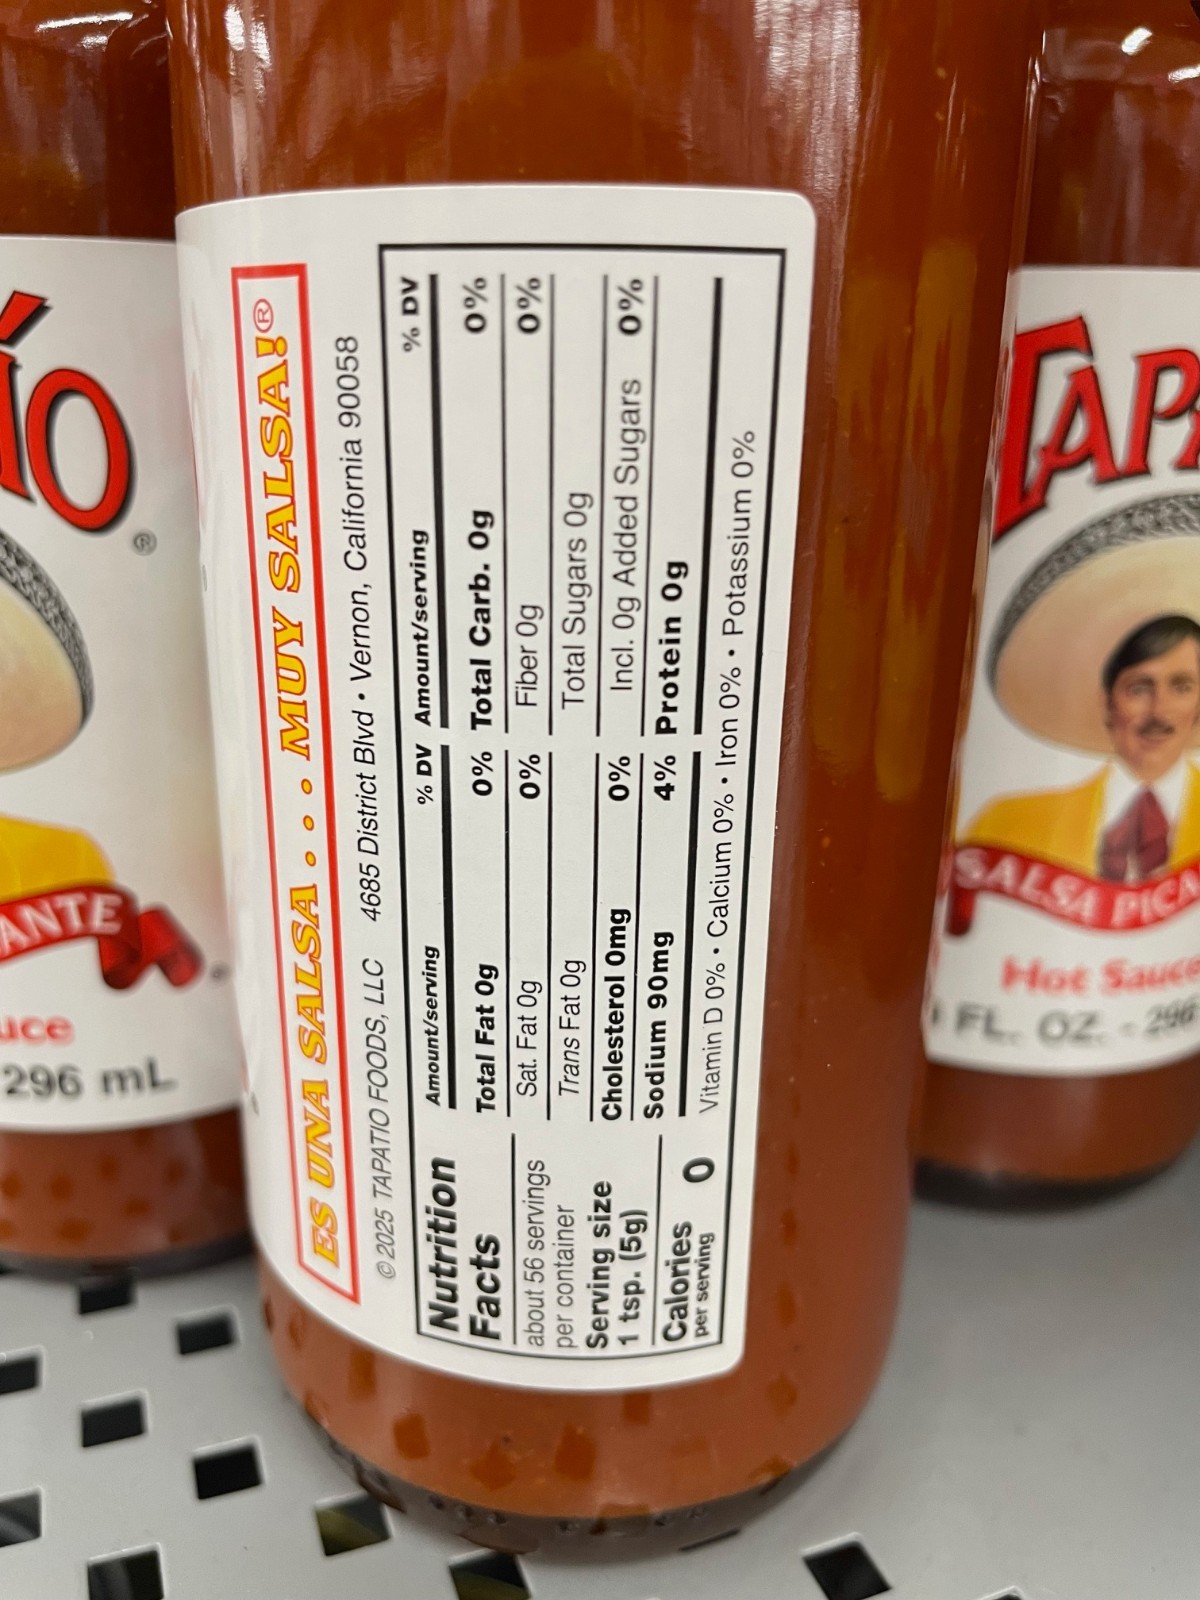 ÍO
®
ANTE
uce
296 mL
ES UNA SALSA . . . MUY SALSA!®
©2025 TAPATIO FOODS, LLC 4685 District Blvd • Vernon, California 90058
Nutrition
Facts
about 56 servings
per container
Serving size
1 tsp. (5g)
Calories 0
per serving
Amount/serving % DV
Total Fat 0g 0%
Sat. Fat 0g 0%
Trans Fat 0g
Cholesterol 0mg 0%
Sodium 90mg 4%
Amount/serving % DV
Total Carb. 0g 0%
Fiber 0g 0%
Total Sugars 0g
Incl. 0g Added Sugars 0%
Protein 0g
Vitamin D 0% • Calcium 0% • Iron 0% • Potassium 0%
TAPA
SALSA PICA
Hot Sauce
FL. OZ. - 296